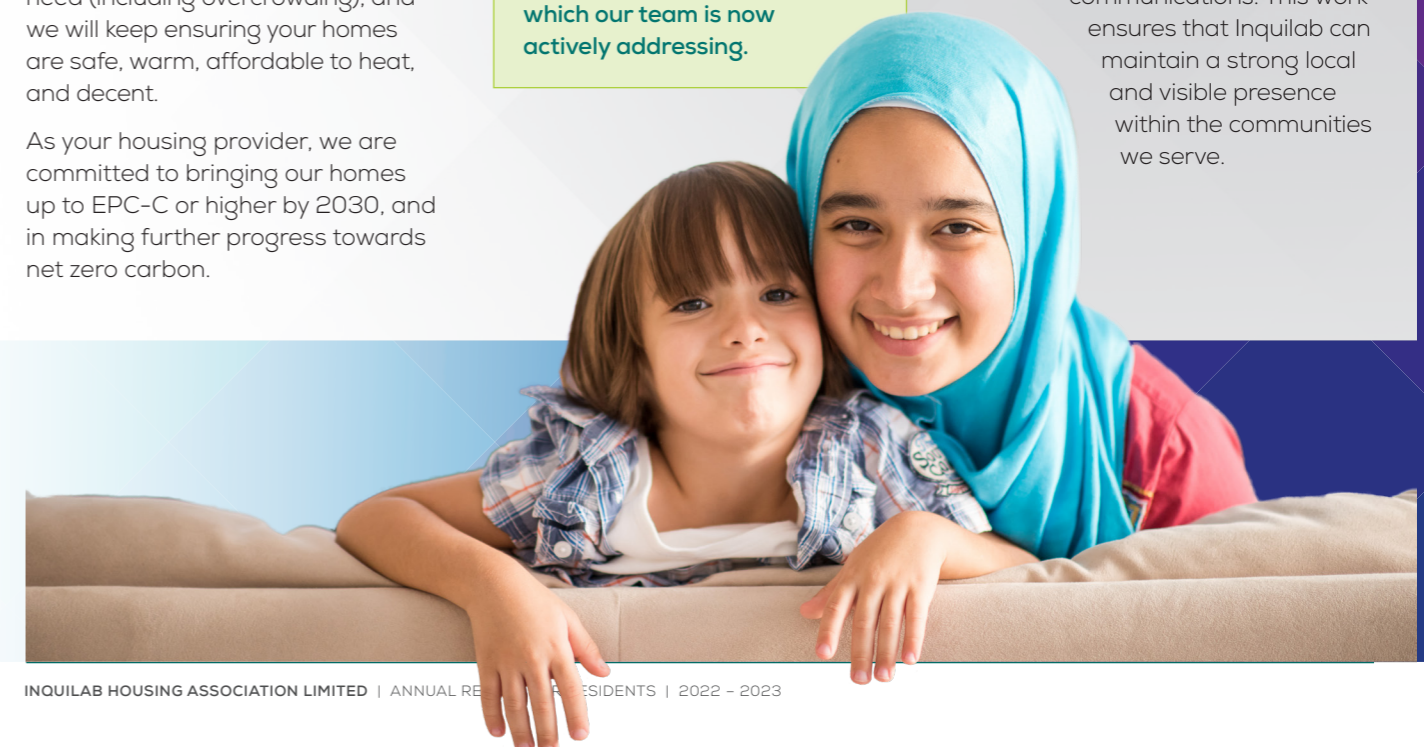 we will keep ensuring your homes
are safe, warm, affordable to heat,
and decent.
As your housing provider, we are
committed to bringing our homes
up to EPC-C or higher by 2030, and
in making further progress towards
net zero carbon.
which our team is now
actively addressing.
ensures that Inquilab can
maintain a strong local
and visible presence
within the communities
we serve.
INQUILAB HOUSING ASSOCIATION LIMITED | ANNUAL | 2022 – 2023